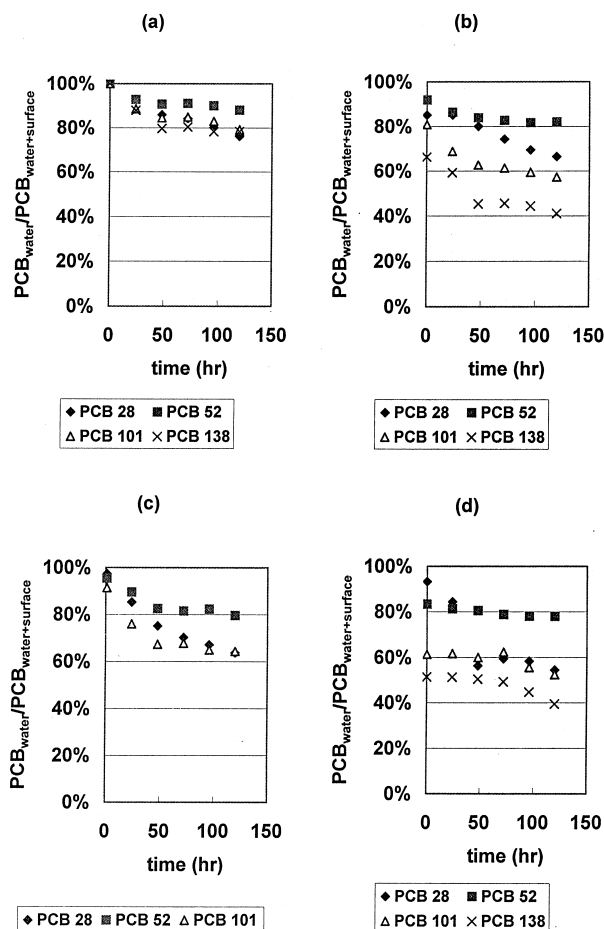 (a)
PCBwater/PCBwater+surface
100%
80%
60%
40%
20%
0%
0 50 100 150
time (hr)
PCB 28 PCB 52
PCB 101 PCB 138
(b)
PCBwater/PCBwater+surface
100%
80%
60%
40%
20%
0%
0 50 100 150
time (hr)
PCB 28 PCB 52
PCB 101 PCB 138
(c)
PCBwater/PCBwater+surface
100%
80%
60%
40%
20%
0%
0 50 100 150
time (hr)
PCB 28 PCB 52 PCB 101
(d)
PCBwater/PCBwater+surface
100%
80%
60%
40%
20%
0%
0 50 100 150
time (hr)
PCB 28 PCB 52
PCB 101 PCB 138